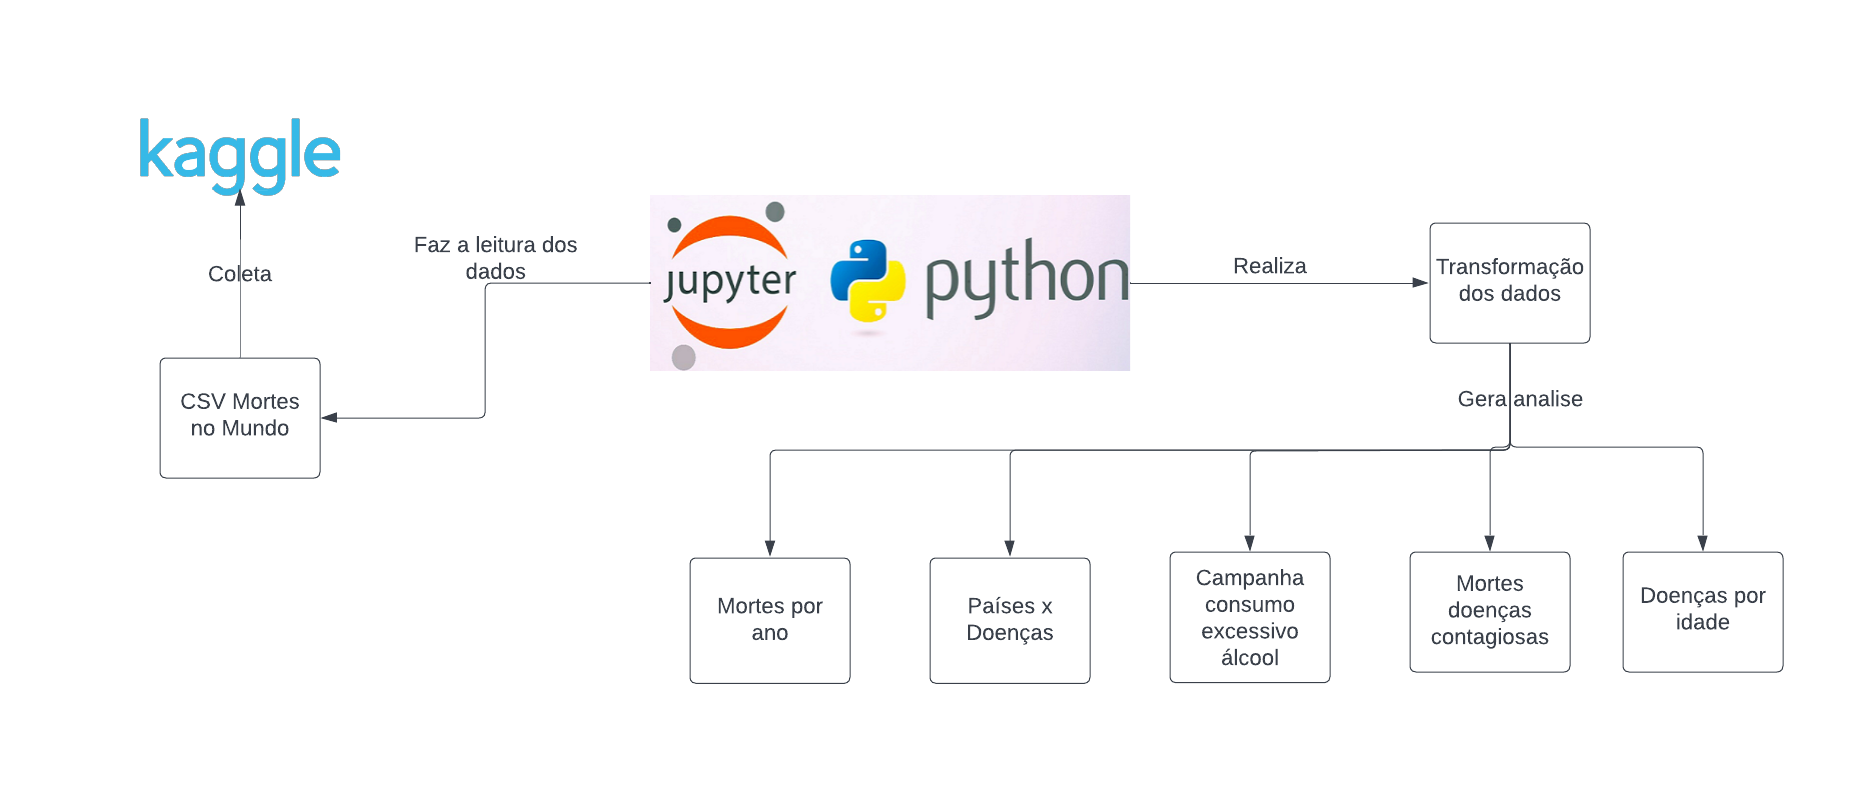 kaggle
Coleta
CSV Mortes
no Mundo
Faz a leitura dos
dados
jupyter
python
Realiza
Transformação
dos dados
Gera analise
Mortes por
ano
Países x
Doenças
Campanha
consumo
excessivo
álcool
Mortes
doenças
contagiosas
Doenças por
idade